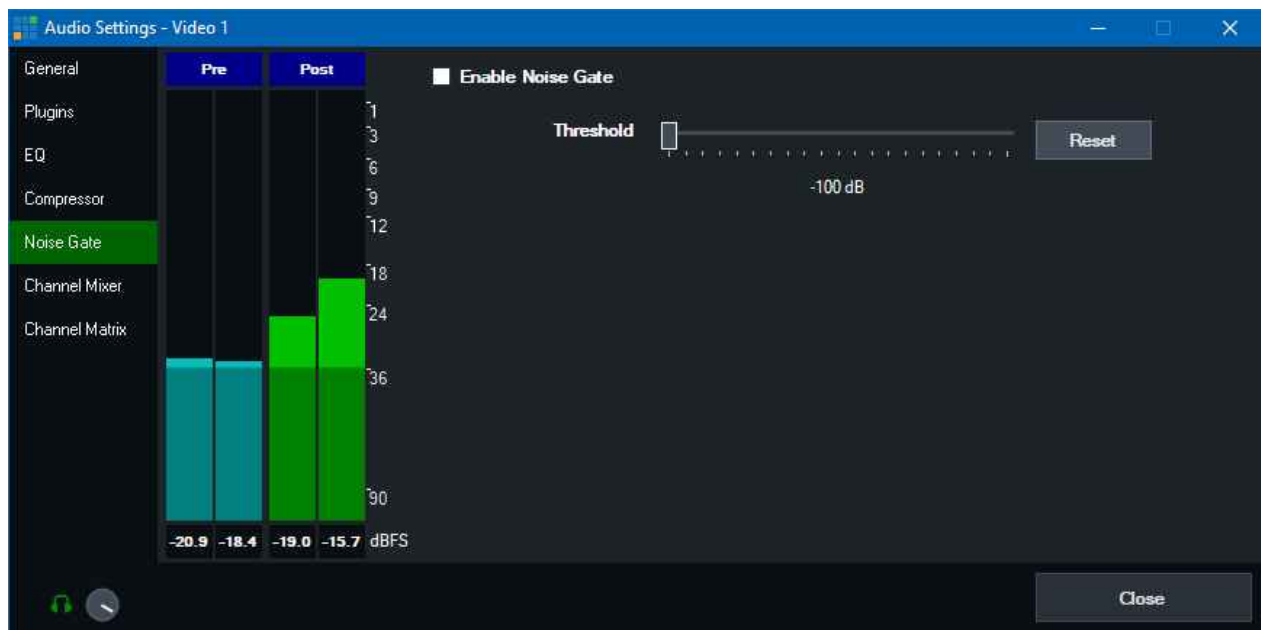 Audio Settings - Video 1
General
Plugins
EQ
Compressor
Noise Gate
Channel Mixer
Channel Matrix
Pre Post
1
3
6
9
12
18
24
36
90
-20.9 -18.4 -19.0 -15.7 dBFS
Enable Noise Gate
Threshold
Reset
-100 dB
Close